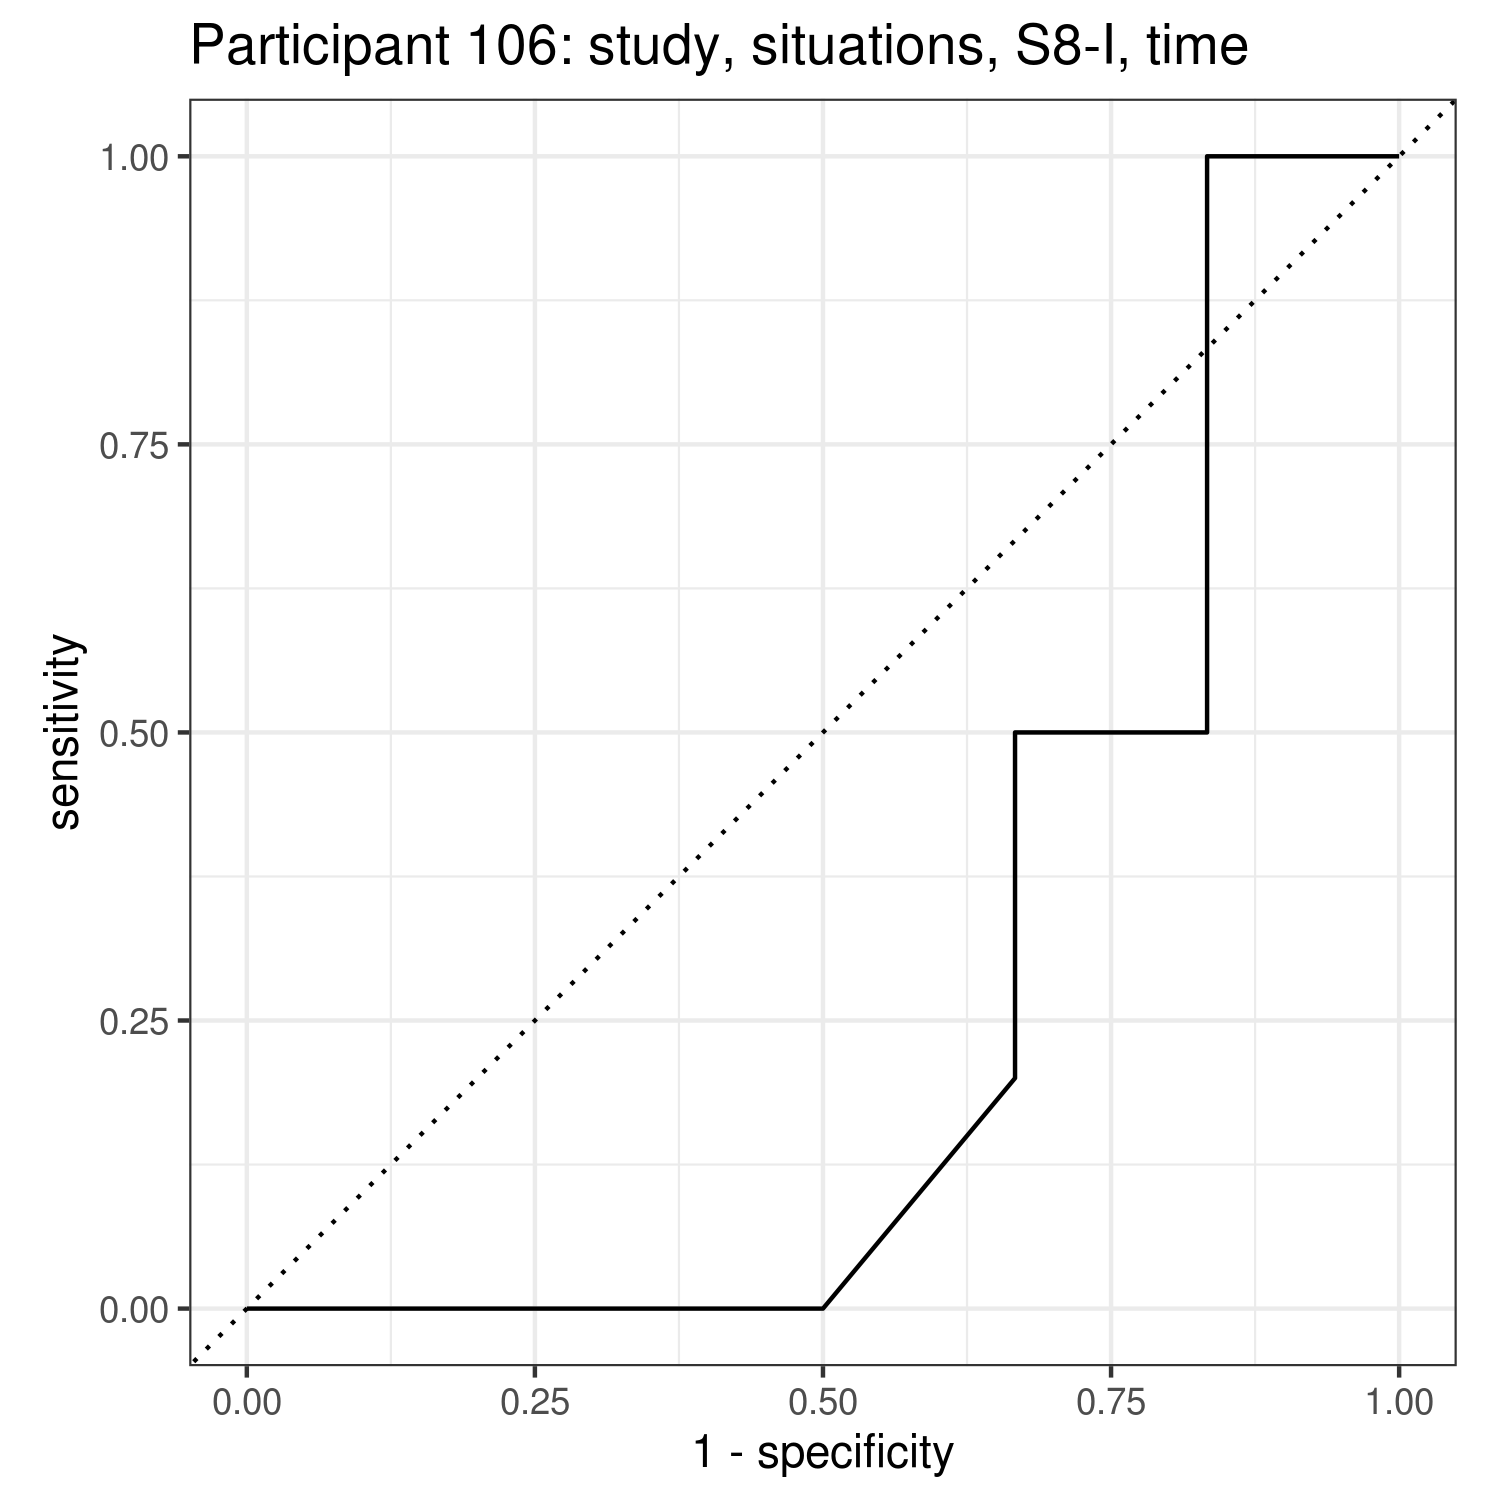 Participant 106: study, situations, S8-I, time
1.00
0.75
0.50
0.25
0.00
sensitivity
0.00 0.25 0.50 0.75 1.00
1 - specificity